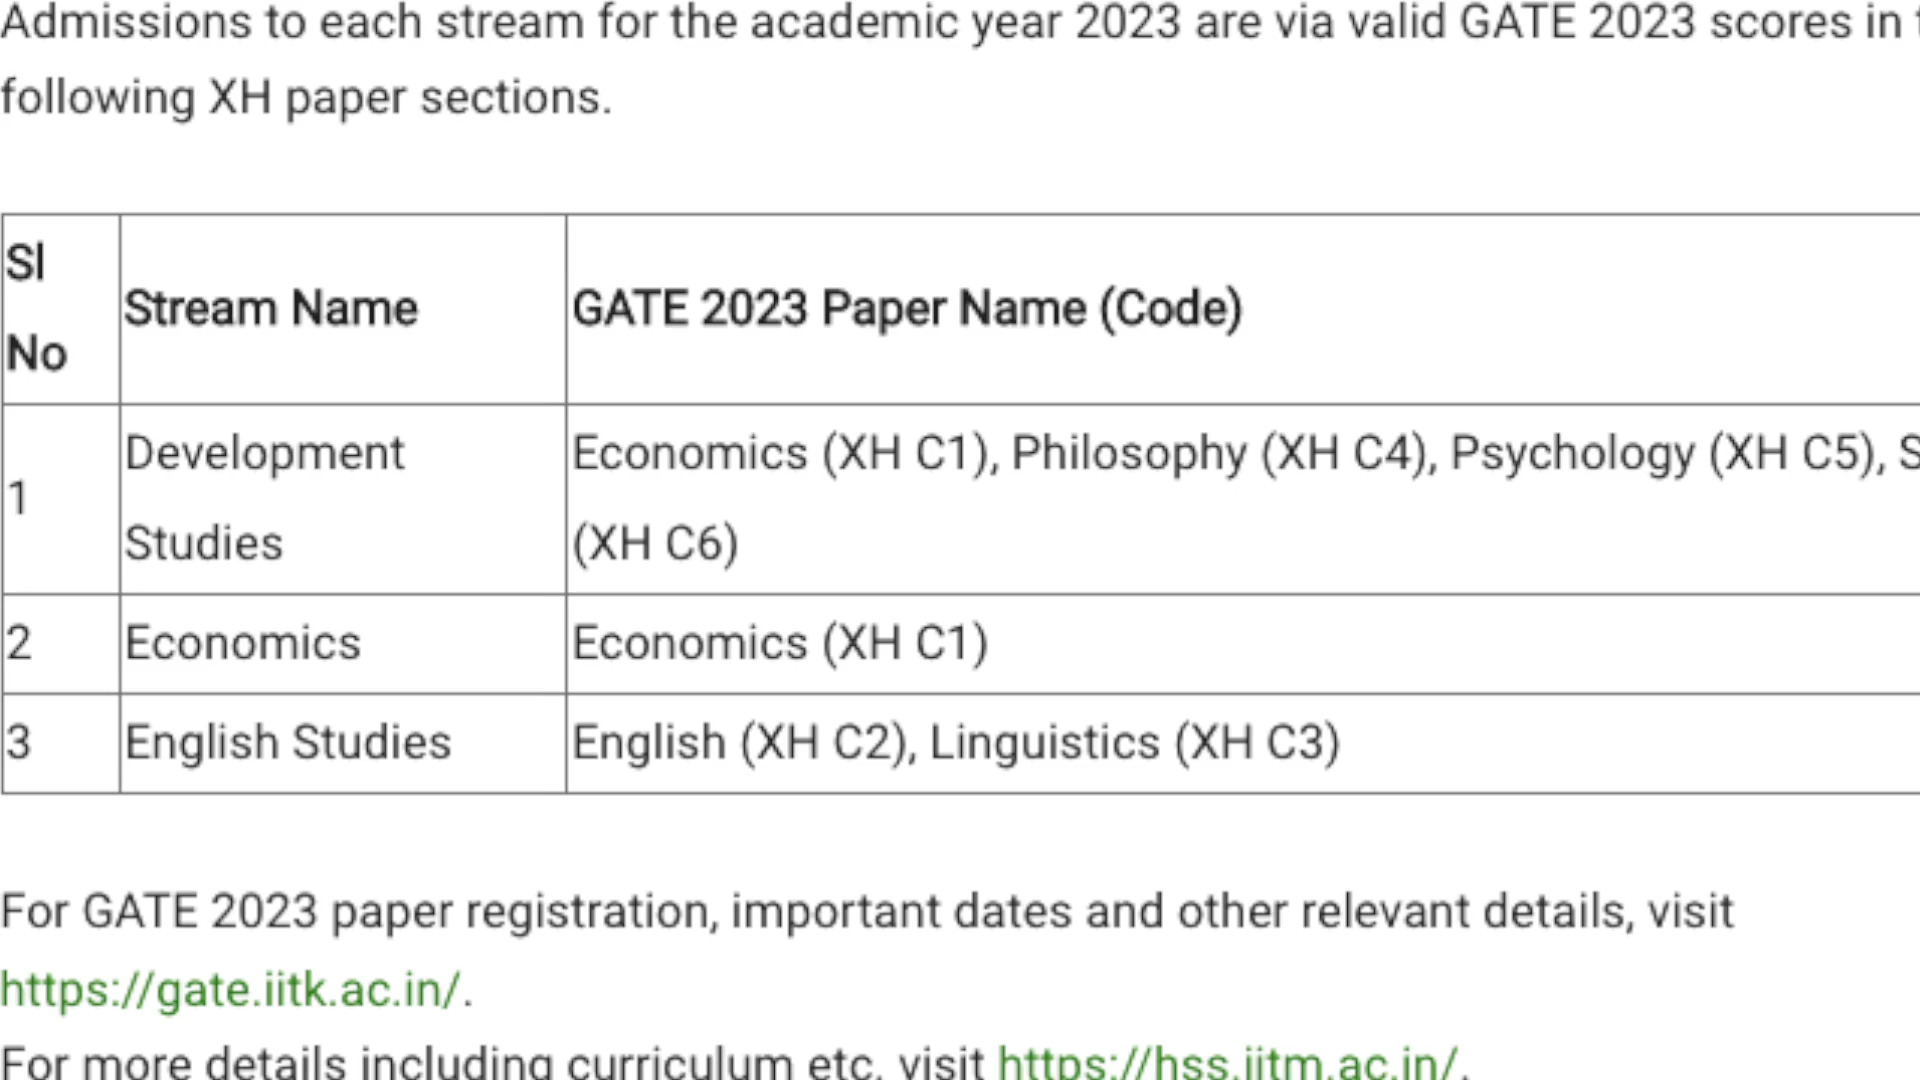 Admissions to each stream for the academic year 2023 are via valid GATE 2023 scores in
following XH paper sections.
Sl No
Stream Name
GATE 2023 Paper Name (Code)
1
Development
Studies
Economics (XH C1), Philosophy (XH C4), Psychology (XH C5),
(XH C6)
2
Economics
Economics (XH C1)
3
English Studies
English (XH C2), Linguistics (XH C3)
For GATE 2023 paper registration, important dates and other relevant details, visit
https://gate.iitk.ac.in/.
For more details including curriculum etc. visit https://hss.iitm.ac.in/.